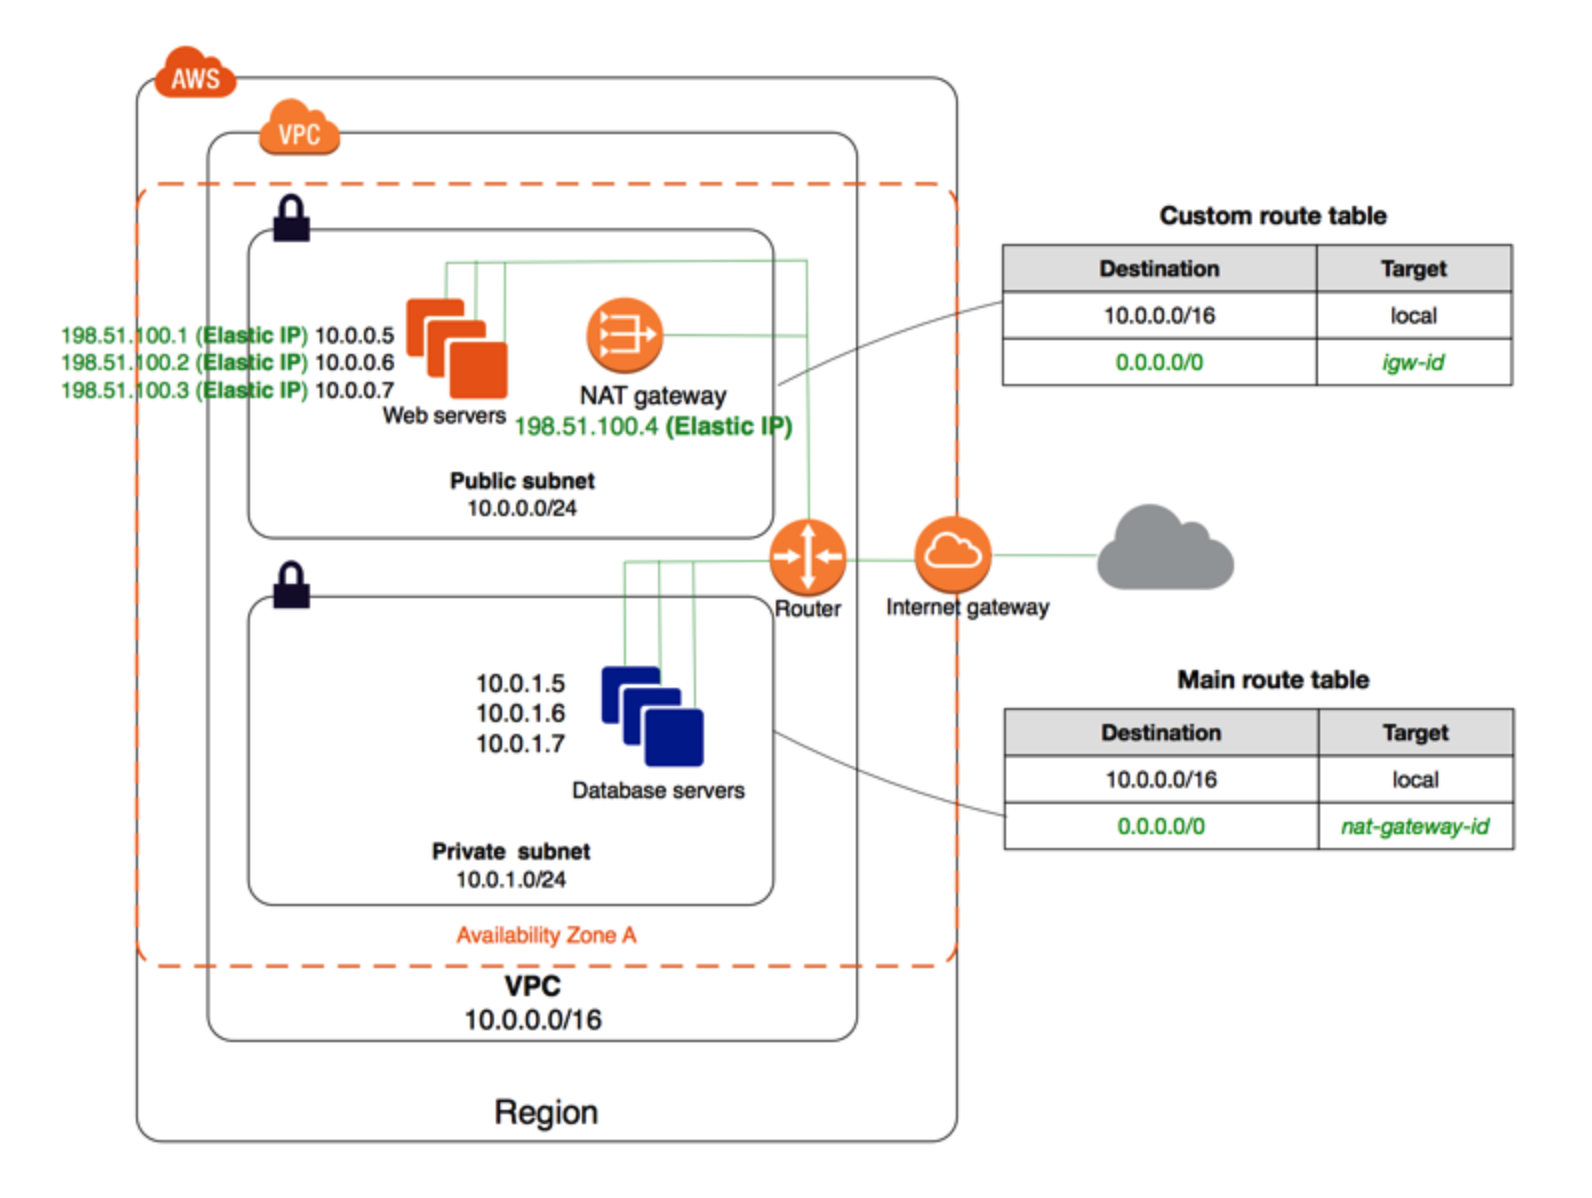 AWS
VPC
198.51.100.1 (Elastic IP) 10.0.0.5
198.51.100.2 (Elastic IP) 10.0.0.6
198.51.100.3 (Elastic IP) 10.0.0.7
Web servers
NAT gateway
198.51.100.4 (Elastic IP)
Public subnet
10.0.0.0/24
Custom route table
Destination Target
10.0.0.0/16 local
0.0.0.0/0 igw-id
Router
Internet gateway
10.0.1.5
10.0.1.6
10.0.1.7
Database servers
Private subnet
10.0.1.0/24
Main route table
Destination Target
10.0.0.0/16 local
0.0.0.0/0 nat-gateway-id
Availability Zone A
VPC
10.0.0.0/16
Region